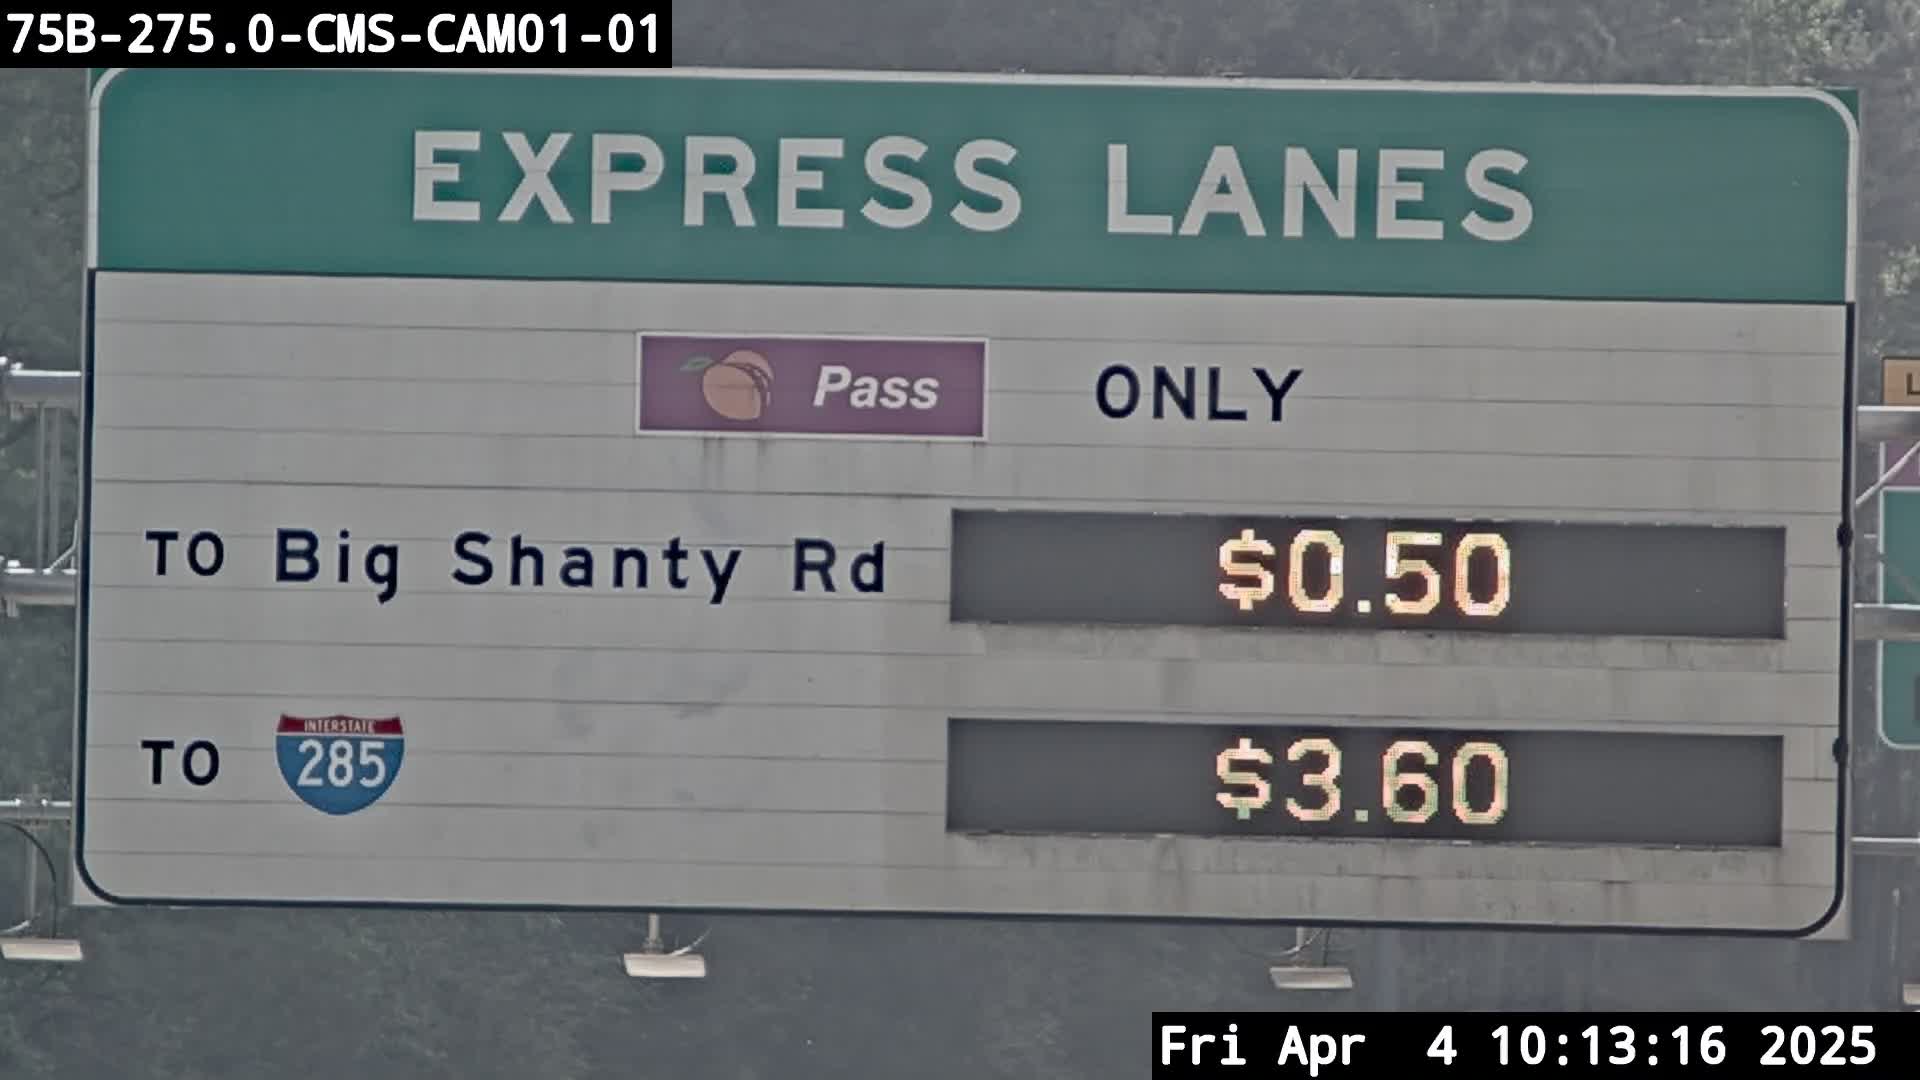 75B-275.0-CMS-CAM01-01
EXPRESS LANES
Pass ONLY
TO Big Shanty Rd $0.50
INTERSTATE
TO 285 $3.60
Fri Apr 4 10:13:16 2025